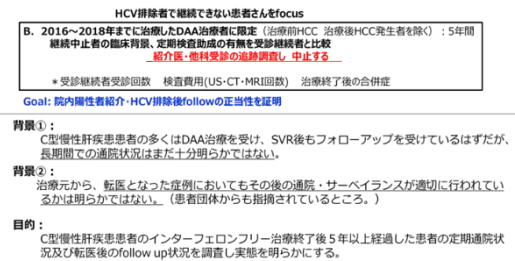 HCV排除者で継続できない患者さんをfocus
B. 2016～2018年までに治療したDAA治療者に限定（治療前HCC 治療後HCC発生者を除く）：5年間
継続中止者の臨床背景、定期検査助成の有無を受診継続者と比較
紹介医・他科受診の追跡調査し 中止する
＊受診継続者受診回数 検査費用(US・CT・MRI回数) 治療終了後の合併症
Goal: 院内陽性者紹介・HCV排除後followの正当性を証明
背景①：
C型慢性肝疾患患者の多くはDAA治療を受け、SVR後もフォローアップを受けているはずだが、
長期間での通院状況はまだ十分明らかではない。
背景②：
治療元から、転医となった症例においてもその後の通院・サーベイランスが適切に行われてい
るかは明らかではない。（患者団体からも指摘されているところ。）
目的：
C型慢性肝疾患患者のインターフェロンフリー治療終了後５年以上経過した患者の定期通院状
況及び転医後のfollow up状況を調査し実態を明らかにする。